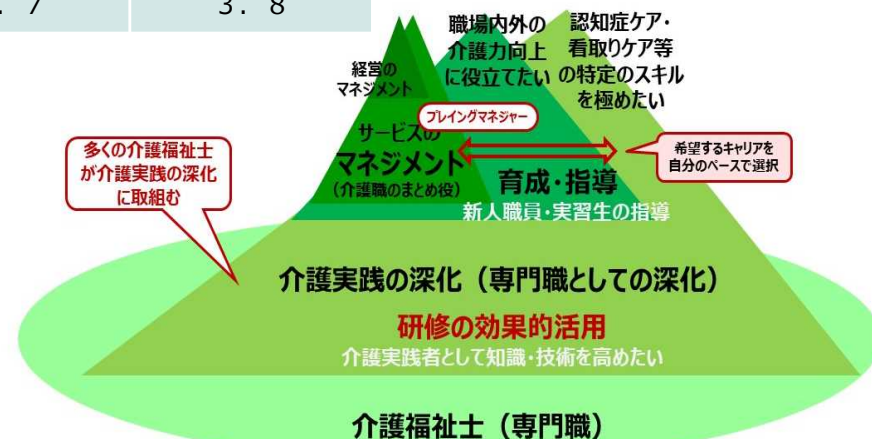 3.8
職場内外の
介護力向上
に役立てたい
認知症ケア・
看取りケア等
の特定のスキル
を極めたい
経営の
マネジメント
プレイングマネジャー
サービスの
マネジメント
(介護職のまとめ役)
育成・指導
新人職員・実習生の指導
希望するキャリアを
自分のペースで選択
多くの介護福祉士
が介護実践の深化
に取組む
介護実践の深化（専門職としての深化）
研修の効果的活用
介護実践者として知識・技術を高めたい
介護福祉士（専門職）